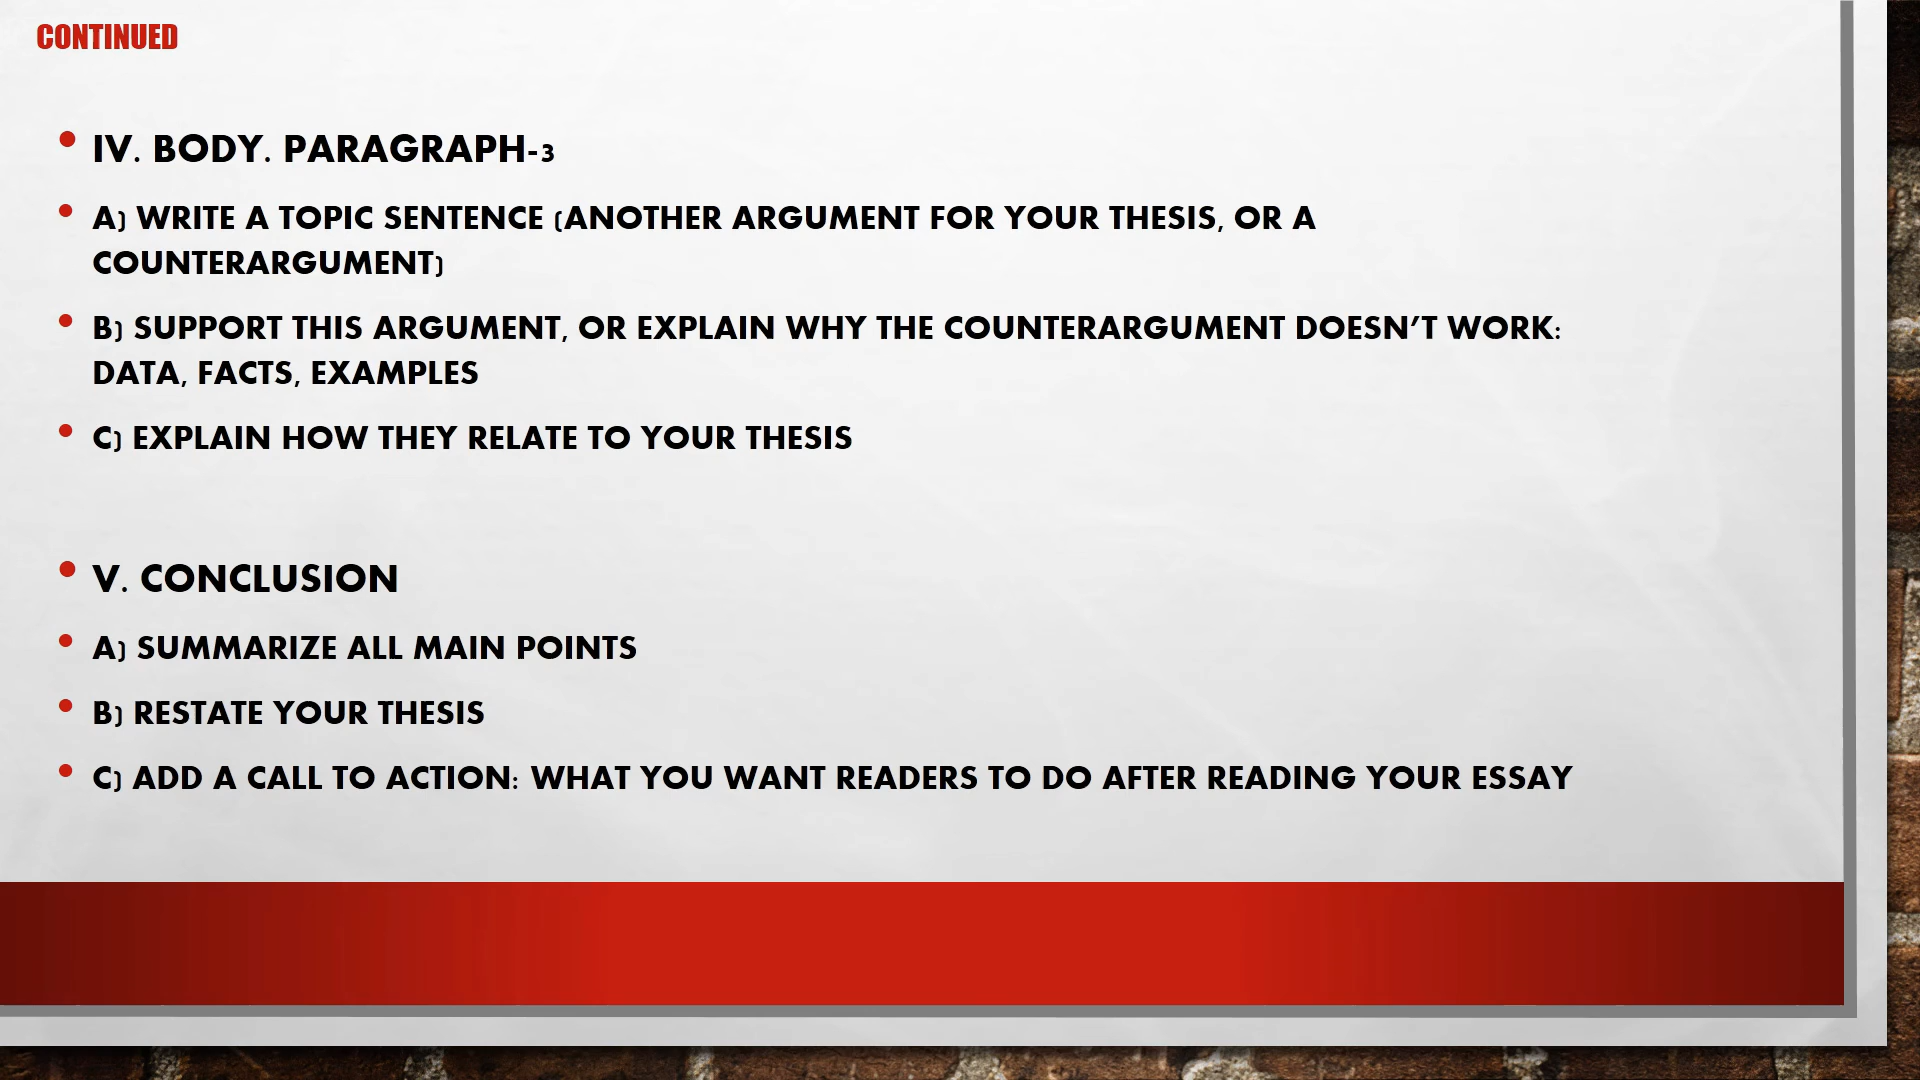 CONTINUED
• IV. BODY. PARAGRAPH-3
• A) WRITE A TOPIC SENTENCE (ANOTHER ARGUMENT FOR YOUR THESIS, OR A
COUNTERARGUMENT)
• B) SUPPORT THIS ARGUMENT, OR EXPLAIN WHY THE COUNTERARGUMENT DOESN’T WORK:
DATA, FACTS, EXAMPLES
• C) EXPLAIN HOW THEY RELATE TO YOUR THESIS
• V. CONCLUSION
• A) SUMMARIZE ALL MAIN POINTS
• B) RESTATE YOUR THESIS
• C) ADD A CALL TO ACTION: WHAT YOU WANT READERS TO DO AFTER READING YOUR ESSAY